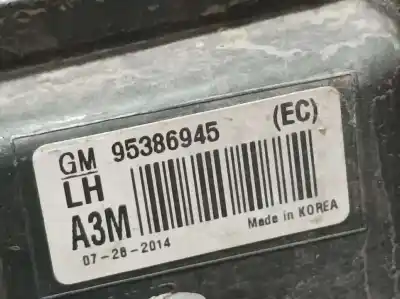 GM 95386945 (EC)
LH
A3M
07-28-2014 Made in KOREA